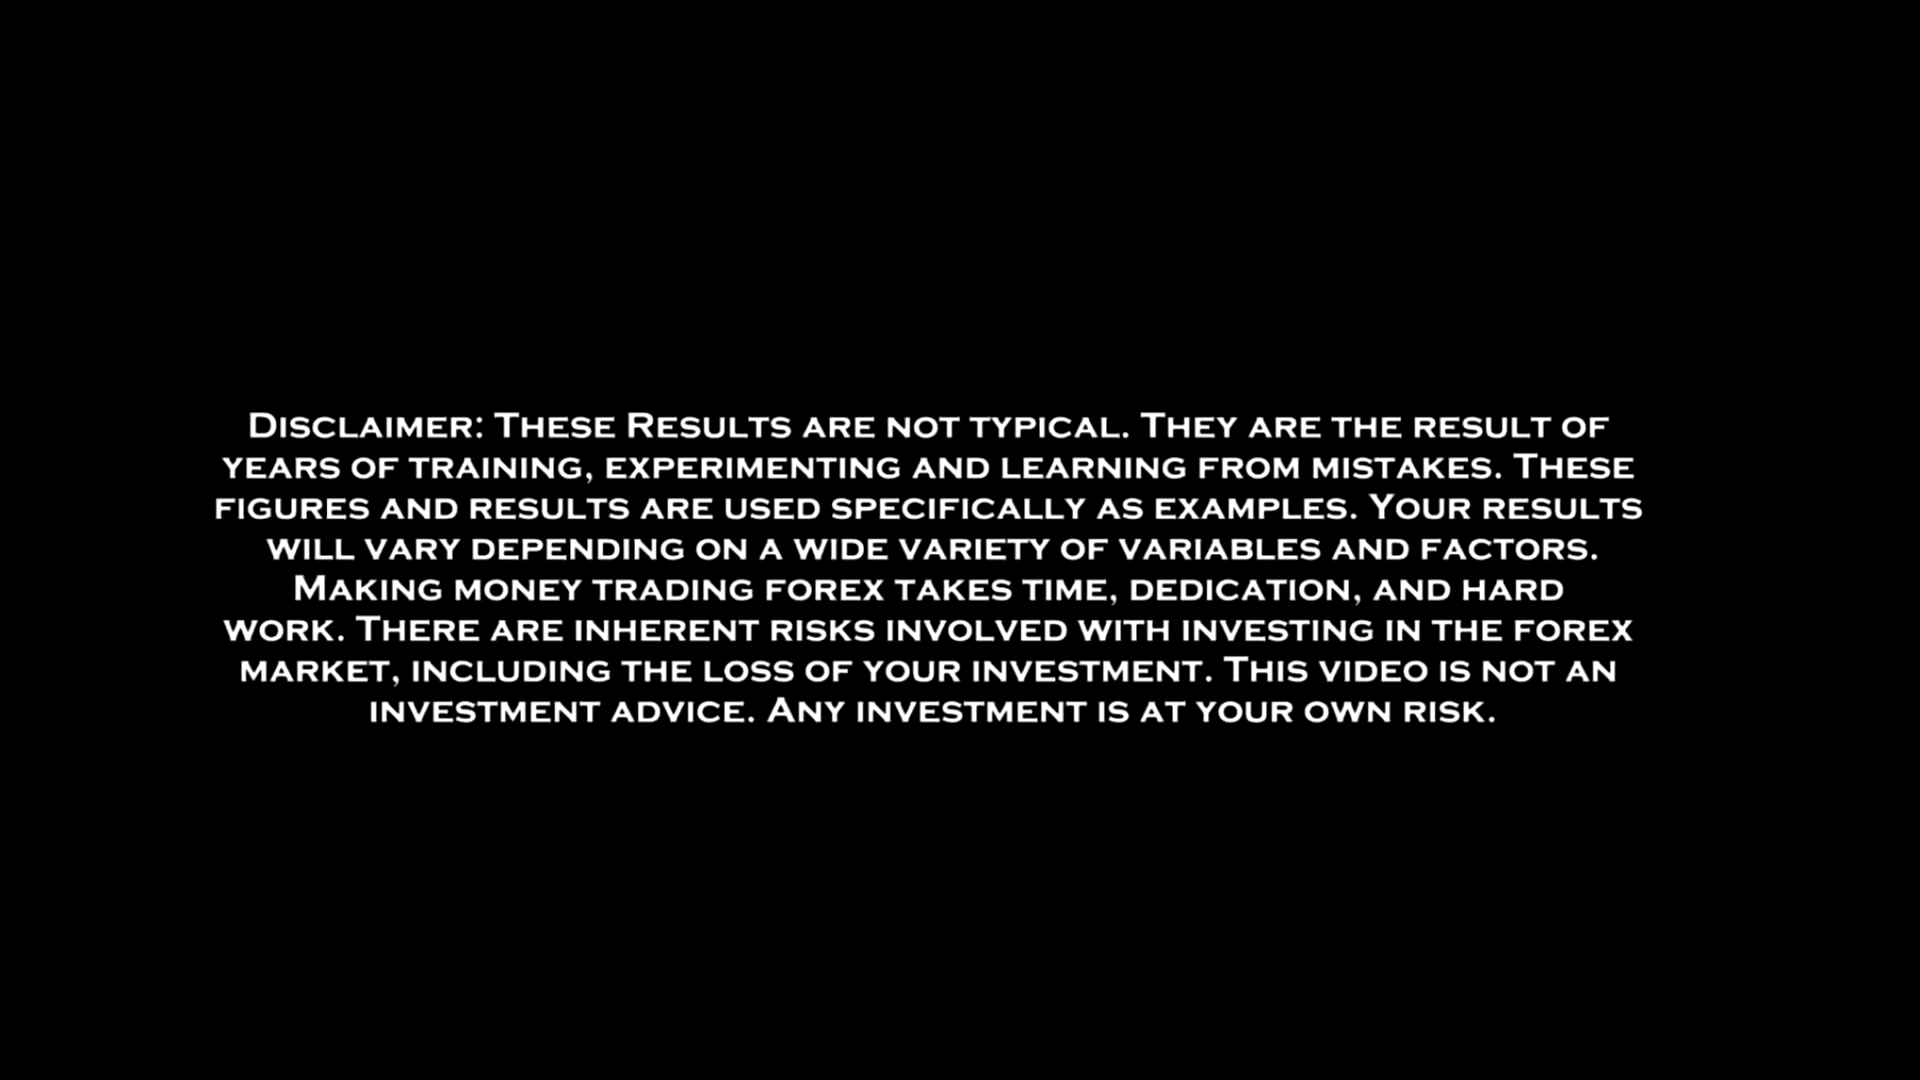 Disclaimer: These Results are not typical. They are the result of
years of training, experimenting and learning from mistakes. These
figures and results are used specifically as examples. Your results
will vary depending on a wide variety of variables and factors.
Making money trading forex takes time, dedication, and hard
work. There are inherent risks involved with investing in the forex
market, including the loss of your investment. This video is not an
investment advice. Any investment is at your own risk.